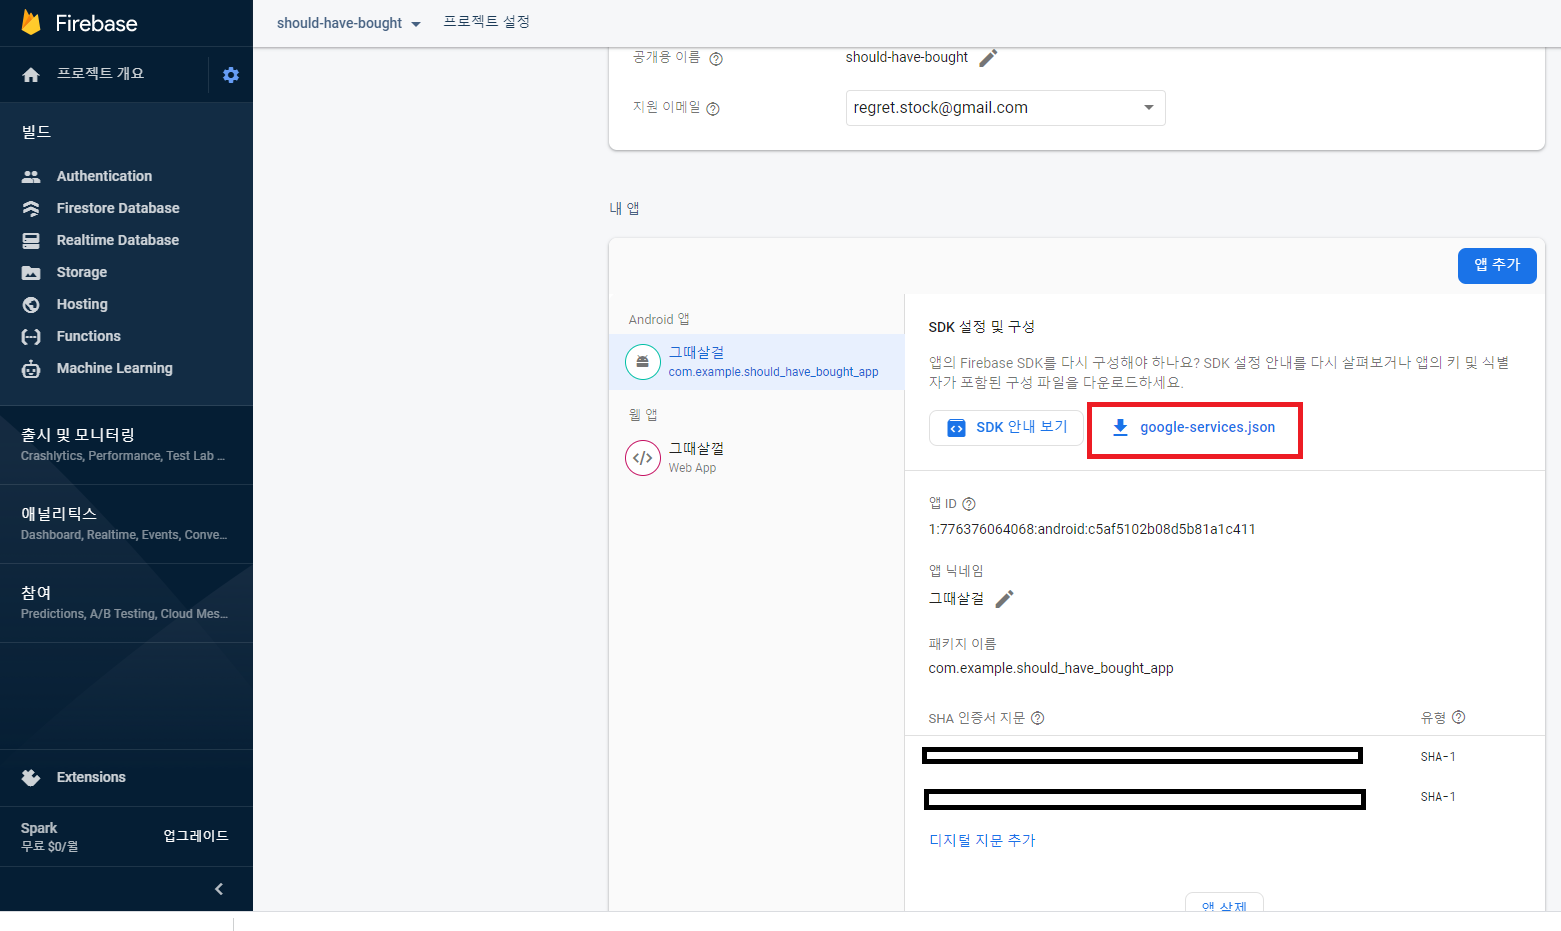 Firebase
should-have-bought
프로젝트 설정
프로젝트 개요
빌드
Authentication
Firestore Database
Realtime Database
Storage
Hosting
Functions
Machine Learning
출시 및 모니터링
Crashlytics, Performance, Test Lab ...
애널리틱스
Dashboard, Realtime, Events, Conve...
참여
Predictions, A/B Testing, Cloud Mes...
Extensions
Spark
무료 $0/월
업그레이드
공개용 이름
should-have-bought
지원 이메일
regret.stock@gmail.com
내 앱
앱 추가
Android 앱
그때살걸
com.example.should_have_bought_app
웹 앱
그때살껄
Web App
SDK 설정 및 구성
앱의 Firebase SDK를 다시 구성해야 하나요? SDK 설정 안내를 다시 살펴보거나 앱의 키 및 식별
자가 포함된 구성 파일을 다운로드하세요.
SDK 안내 보기
google-services.json
앱 ID
1:776376064068:android:c5af5102b08d5b81a1c411
앱 닉네임
그때살걸
패키지 이름
com.example.should_have_bought_app
SHA 인증서 지문
유형
SHA-1
SHA-1
디지털 지문 추가
앱 삭제